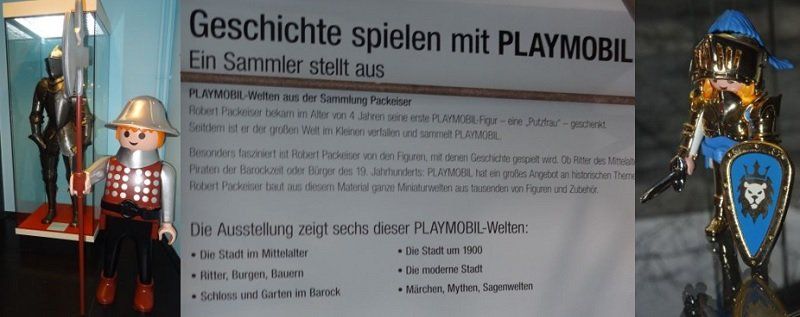 Geschichte spielen mit PLAYMOBIL
Ein Sammler stellt aus
PLAYMOBIL-Welten aus der Sammlung Packeiser
Robert Packeiser bekam im Alter von 4 Jahren seine erste PLAYMOBIL-Figur – eine „Putzfrau“ – geschenkt.
Seitdem ist er der großen Welt im Kleinen verfallen und sammelt PLAYMOBIL.
Besonders fasziniert ist Robert Packeiser von den Figuren, mit denen Geschichte gespielt wird. Ob Ritter des Mittelalte
Piraten der Barockzeit oder Bürger des 19. Jahrhunderts: PLAYMOBIL hat ein großes Angebot an historischen Theme
Robert Packeiser baut aus diesem Material ganze Miniaturwelten aus tausenden von Figuren und Zubehör.
Die Ausstellung zeigt sechs dieser PLAYMOBIL-Welten:
• Die Stadt im Mittelalter
• Ritter, Burgen, Bauern
• Schloss und Garten im Barock
• Die Stadt um 1900
• Die moderne Stadt
• Märchen, Mythen, Sagenwelten